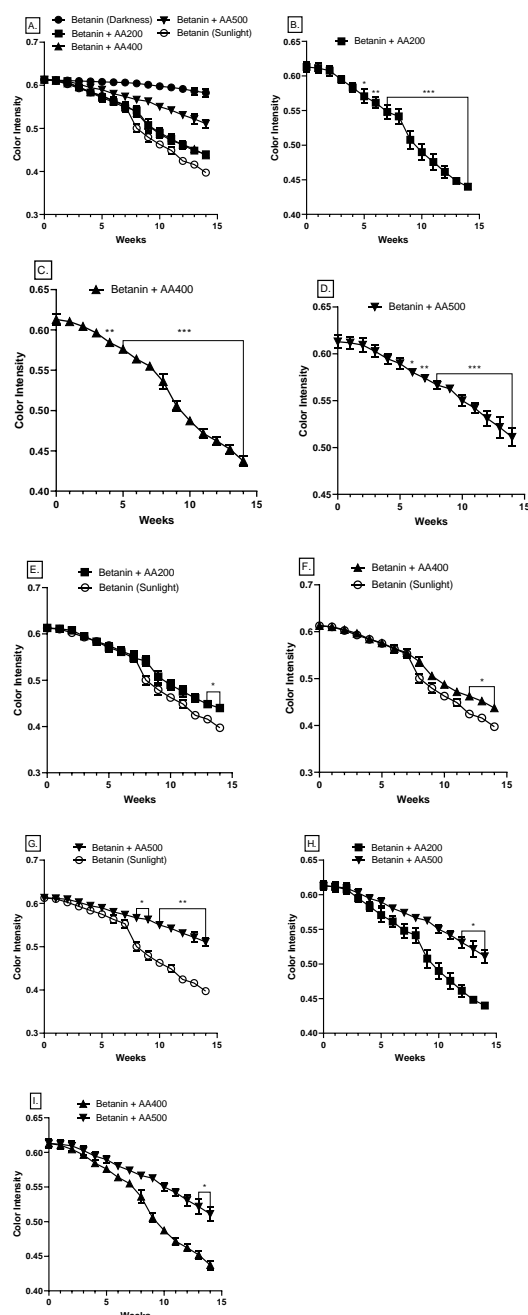 A.
Betanin (Darkness)
Betanin + AA200
Betanin + AA400
Betanin + AA500
Betanin (Sunlight)
Color Intensity
0.7
0.6
0.5
0.4
0.3
0 5 10 15
Weeks
B.
Betanin + AA200
Color Intensity
0.65
0.60
0.55
0.50
0.45
0.40
* ** ***
0 5 10 15
Weeks
C.
Betanin + AA400
Color Intensity
0.65
0.60
0.55
0.50
0.45
0.40
** ***
0 5 10 15
Weeks
D.
Betanin + AA500
Color Intensity
0.65
0.60
0.55
0.50
0.45
* ** ***
0 5 10 15
Weeks
E.
Betanin + AA200
Betanin (Sunlight)
Color Intensity
0.7
0.6
0.5
0.4
0.3
*
0 5 10 15
Weeks
F.
Betanin + AA400
Betanin (Sunlight)
Color Intensity
0.7
0.6
0.5
0.4
0.3
*
0 5 10 15
Weeks
G.
Betanin + AA500
Betanin (Sunlight)
Color Intensity
0.7
0.6
0.5
0.4
0.3
* **
0 5 10 15
Weeks
H.
Betanin + AA200
Betanin + AA500
Color Intensity
0.65
0.60
0.55
0.50
0.45
0.40
*
0 5 10 15
Weeks
I.
Betanin + AA400
Betanin + AA500
Color Intensity
0.65
0.60
0.55
0.50
0.45
0.40
*
0 5 10 15
Weeks